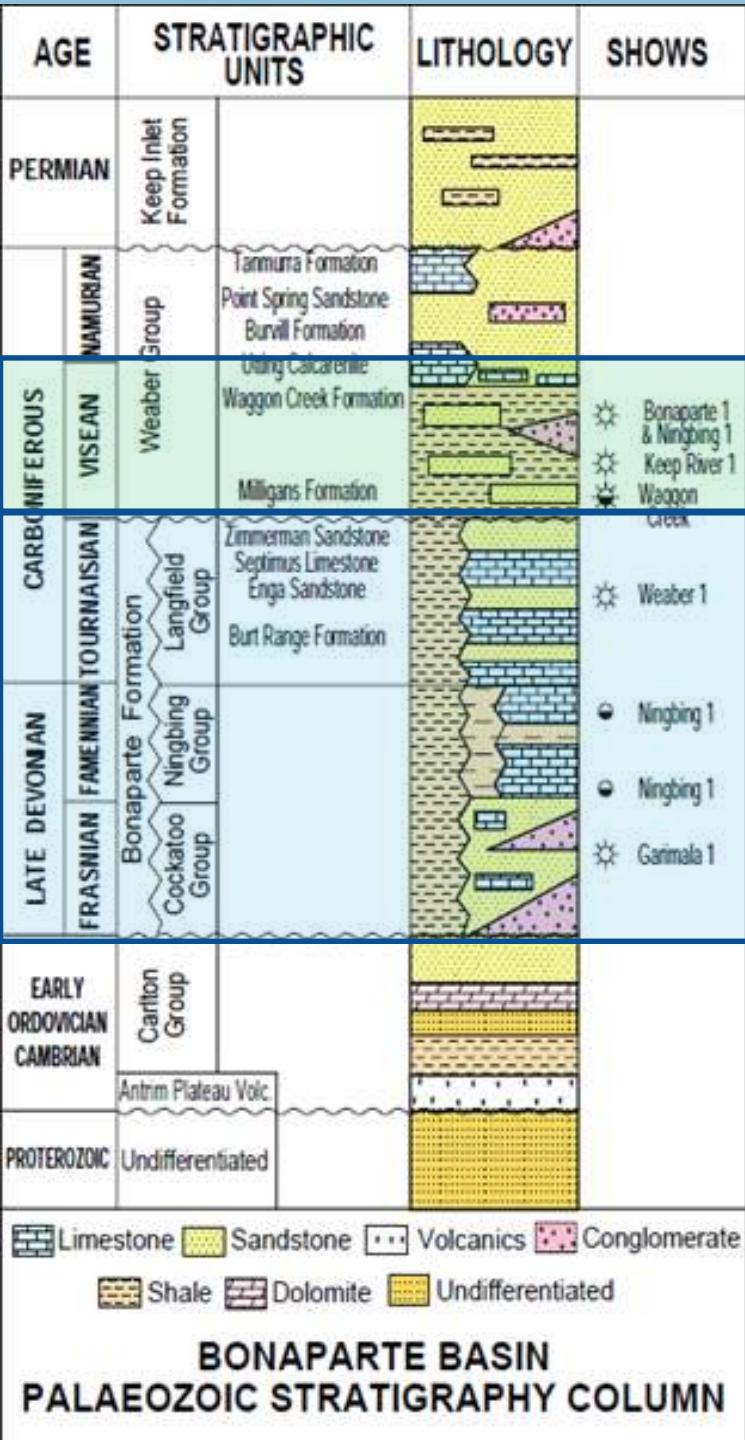 AGE
STRATIGRAPHIC
UNITS
LITHOLOGY
SHOWS
PERMIAN
Keep Inlet
Formation
CARBONIFEROUS
NAMURIAN
Weaber Group
Tanmurra Formation
Point Spring Sandstone
Burvill Formation
Utting Calcarenite
VISEAN
Waggon Creek Formation
Milligans Formation
Bonaparte 1
& Ningbing 1
Keep River 1
Waggon
Creek
TOURNAISIAN
Bonaparte Formation
Langfield
Group
Zimmerman Sandstone
Septimus Limestone
Enga Sandstone
Burt Range Formation
Weaber 1
LATE DEVONIAN
FAMENNIAN
Ningbing
Group
Ningbing 1
Ningbing 1
FRASNIAN
Cockatoo
Group
Garimala 1
EARLY
ORDOVICIAN
CAMBRIAN
Carlton
Group
Antrim Plateau Volc.
PROTEROZOIC
Undifferentiated
Limestone
Sandstone
Volcanics
Conglomerate
Shale
Dolomite
Undifferentiated
BONAPARTE BASIN
PALAEOZOIC STRATIGRAPHY COLUMN